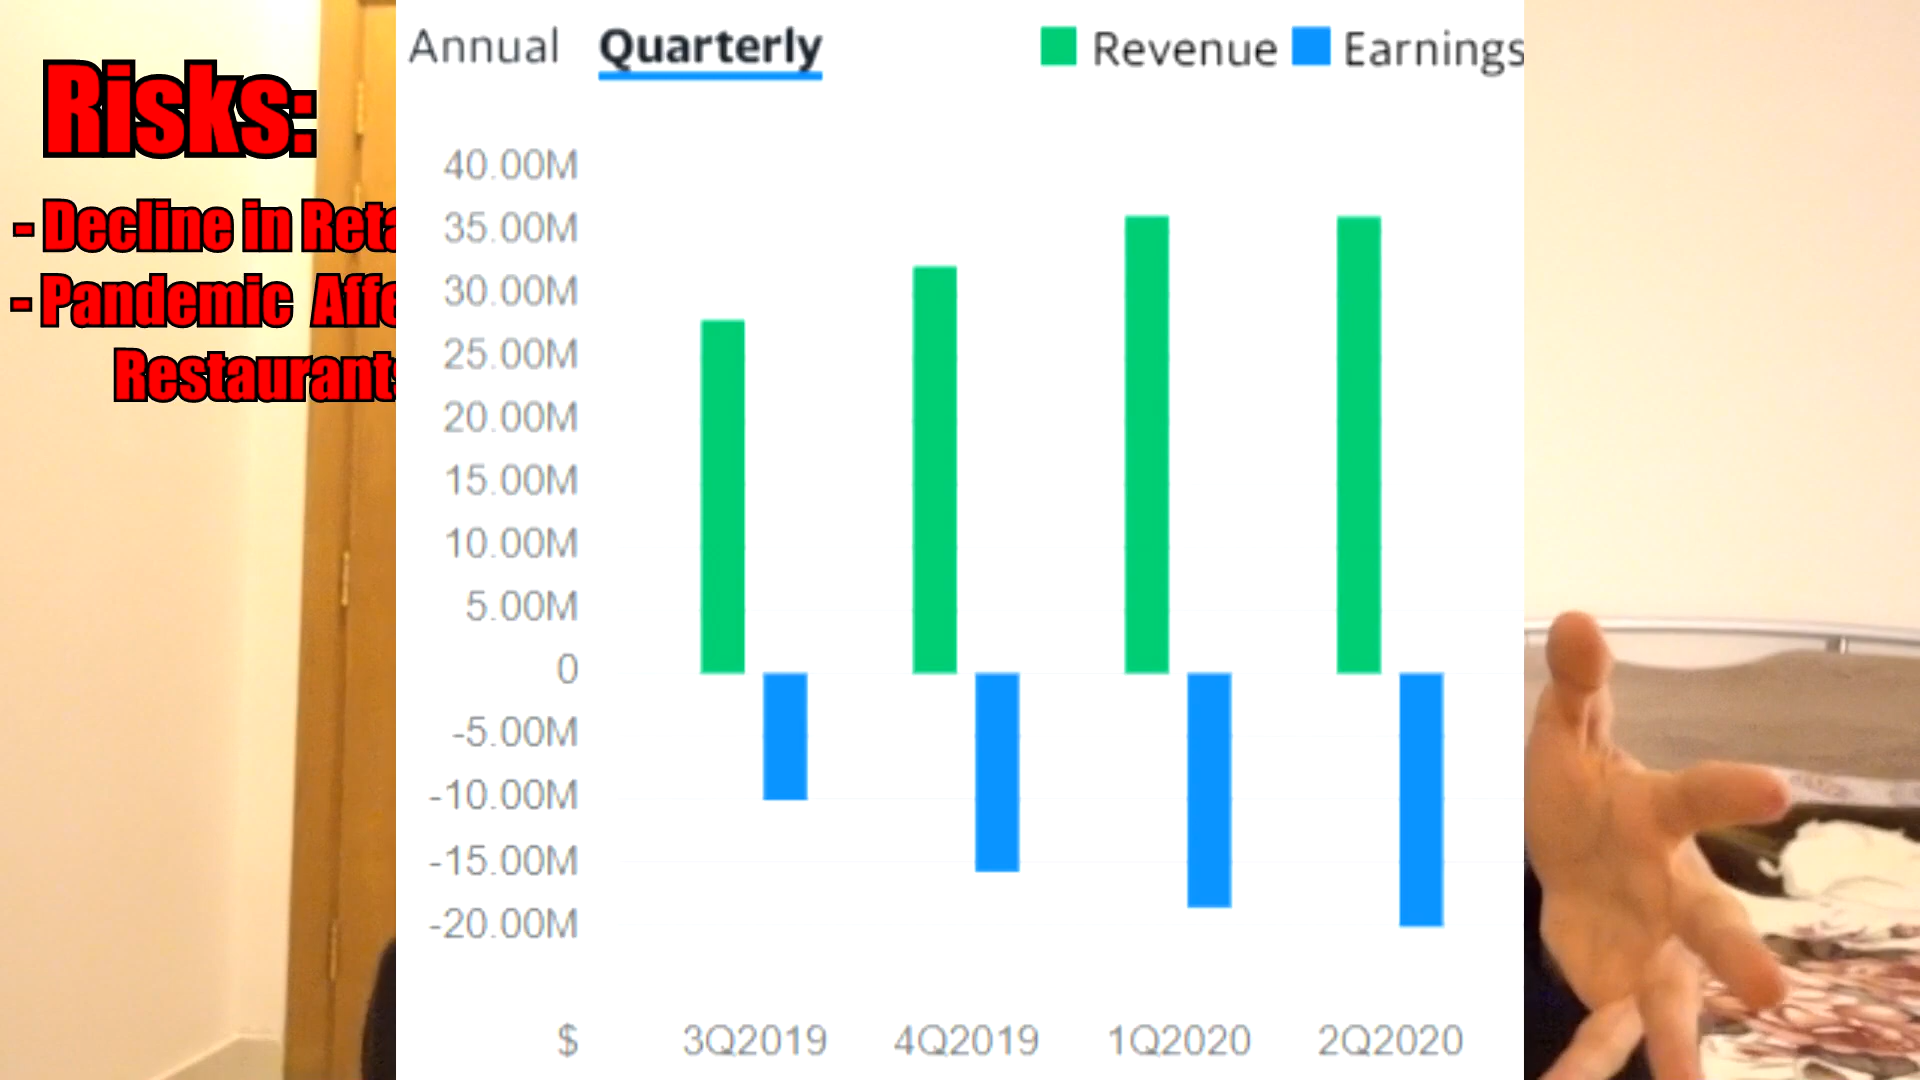 Risks:
- Decline in
- Pandemic
Restaurant
Annual Quarterly Revenue Earnings
40.00M
35.00M
30.00M
25.00M
20.00M
15.00M
10.00M
5.00M
0
-5.00M
-10.00M
-15.00M
-20.00M
$ 3Q2019 4Q2019 1Q2020 2Q2020